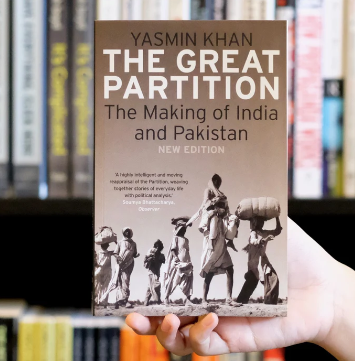 YASMIN KHAN
THE GREAT
PARTITION
The Making of India
and Pakistan
NEW EDITION
'A highly intelligent and moving
reappraisal of the Partition, weaving
together stories of everyday life
with political analysis.'
Soumya Bhattacharya,
Observer